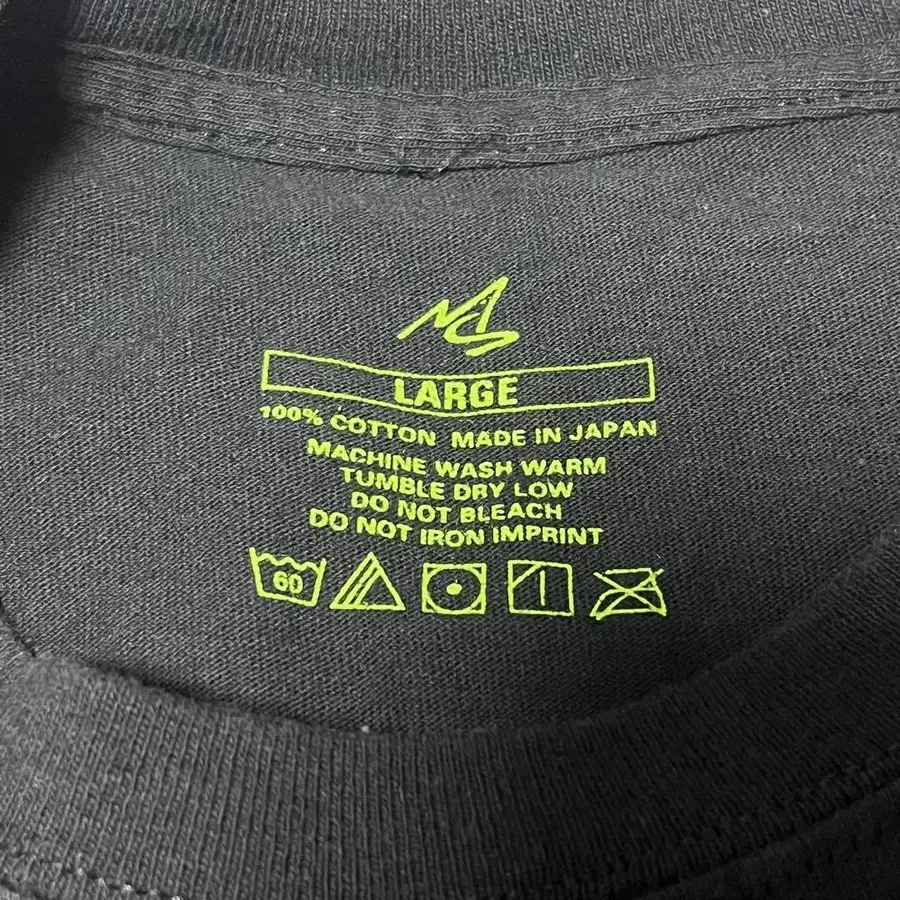 MS
LARGE
100% COTTON MADE IN JAPAN
MACHINE WASH WARM
TUMBLE DRY LOW
DO NOT BLEACH
DO NOT IRON IMPRINT
60